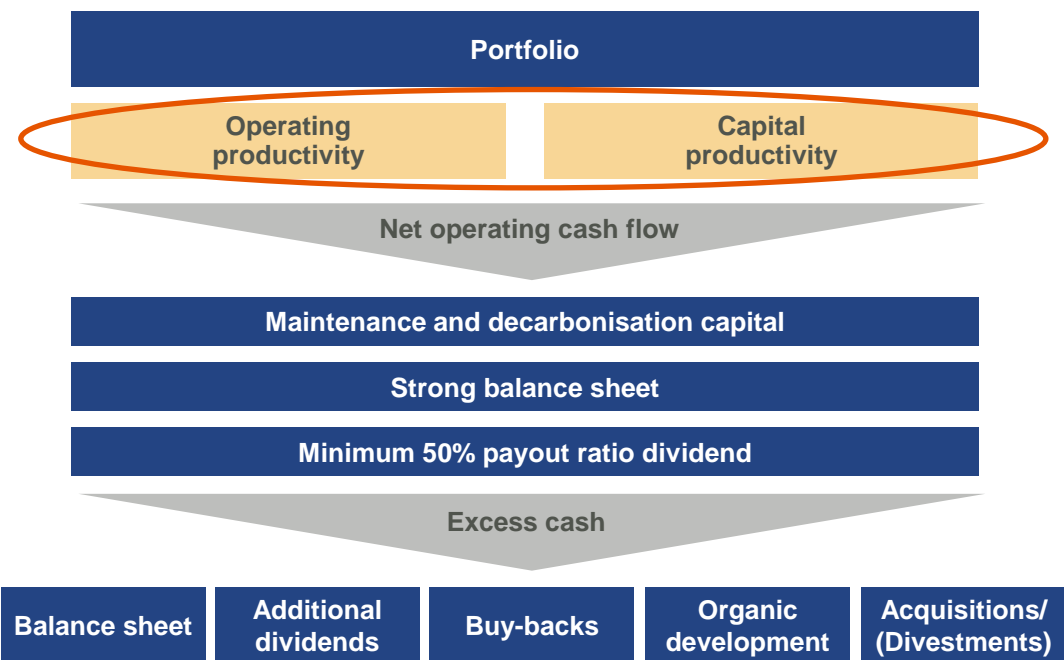 Portfolio
Operating
productivity
Capital
productivity
Net operating cash flow
Maintenance and decarbonisation capital
Strong balance sheet
Minimum 50% payout ratio dividend
Excess cash
Balance sheet
Additional
dividends
Buy-backs
Organic
development
Acquisitions/
(Divestments)